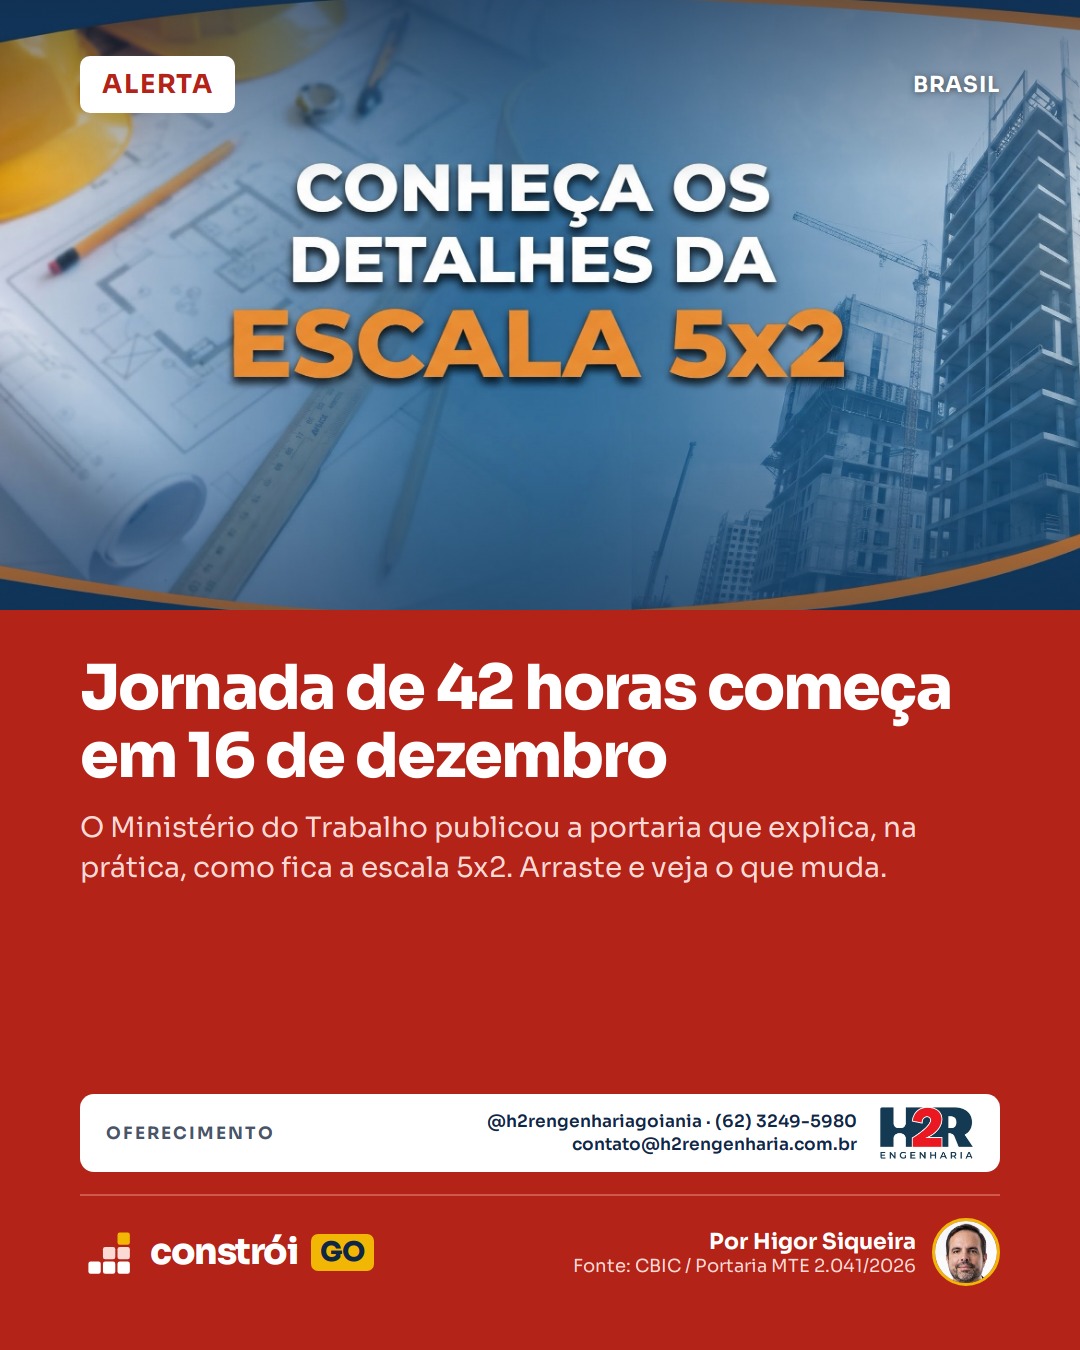 ALERTA
BRASIL
CONHEÇA OS
DETALHES DA
ESCALA 5x2
Jornada de 42 horas começa
em 16 de dezembro
O Ministério do Trabalho publicou a portaria que explica, na
prática, como fica a escala 5x2. Arraste e veja o que muda.
OFERECIMENTO
@h2rengenhariagoiania · (62) 3249-5980
contato@h2rengenharia.com.br
H2R
ENGENHARIA
constrói GO
Por Higor Siqueira
Fonte: CBIC / Portaria MTE 2.041/2026